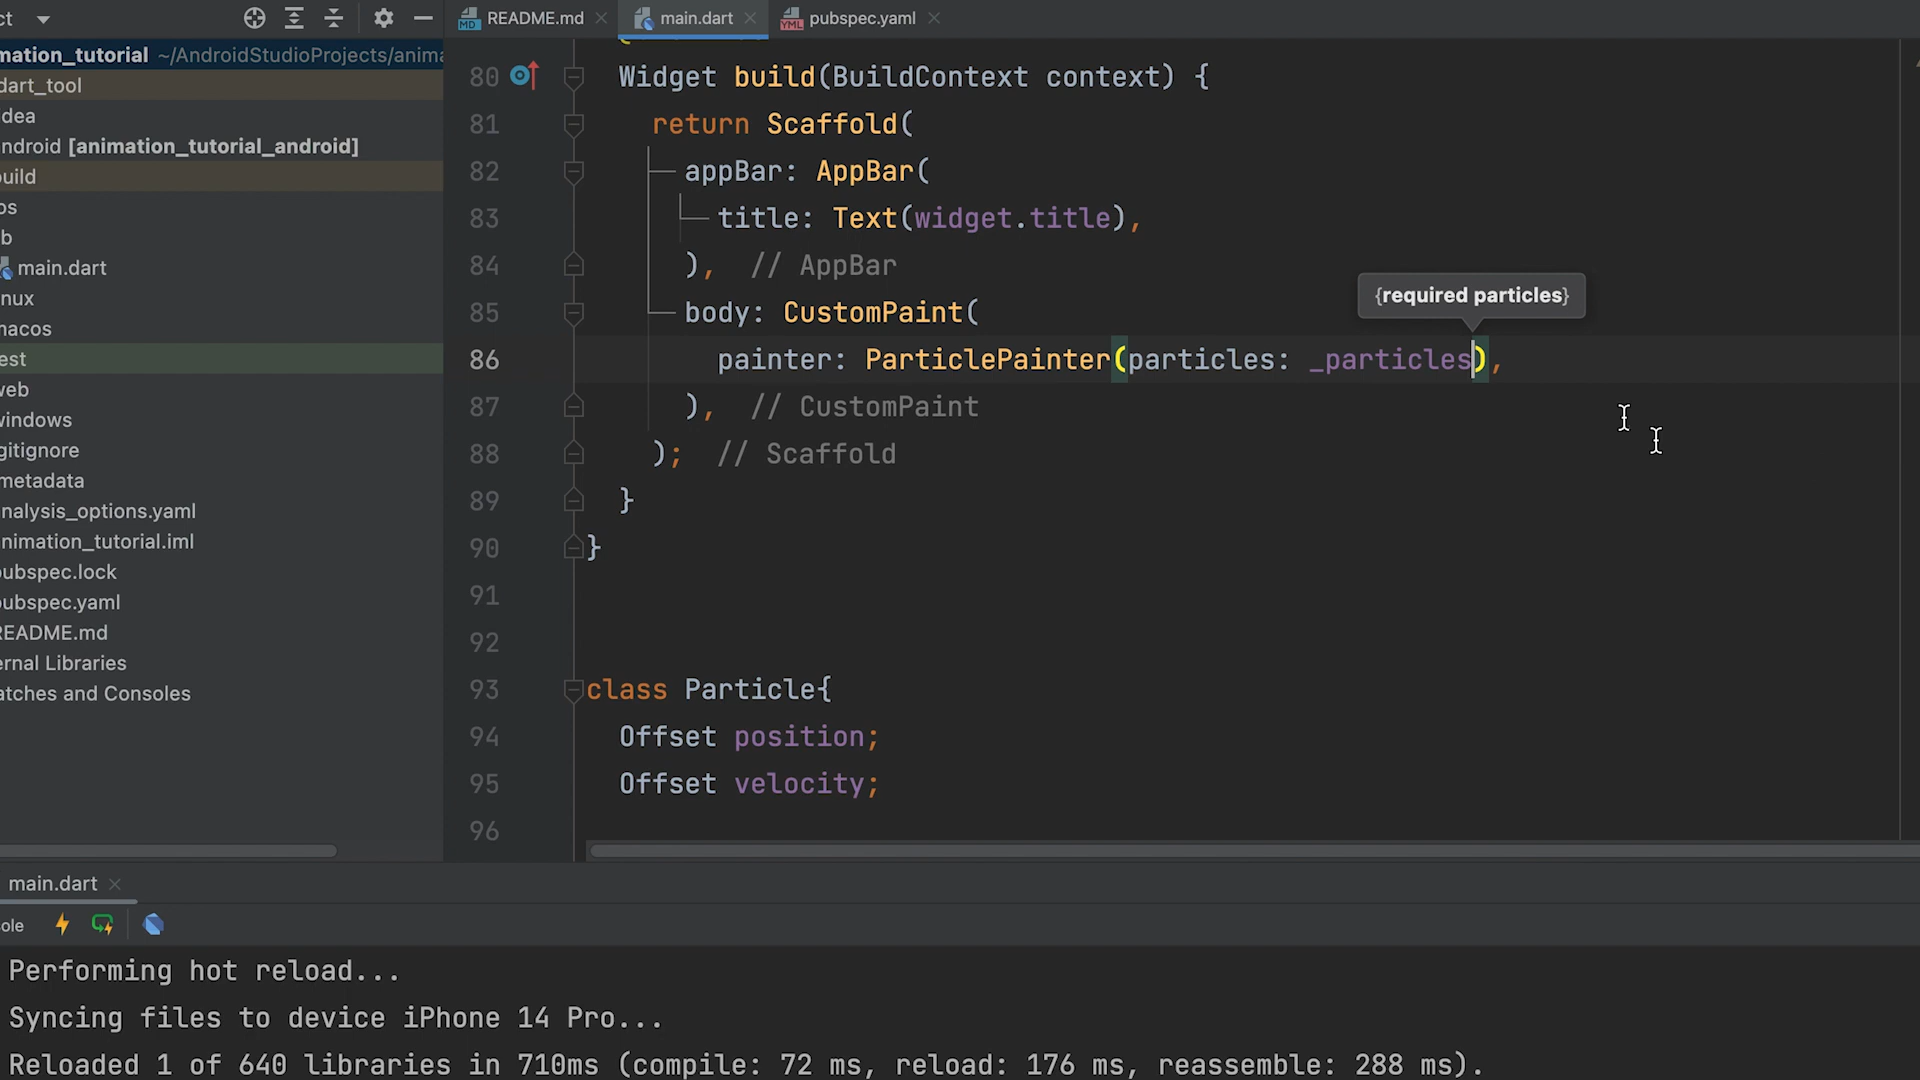 ct
README.md
main.dart
pubspec.yaml
mation_tutorial ~/AndroidStudioProjects/anima
dart_tool
dea
ndroid [animation_tutorial_android]
uild
os
b
main.dart
nux
nacos
est
veb
vindows
gitignore
metadata
nalysis_options.yaml
nimation_tutorial.iml
oubspec.lock
oubspec.yaml
README.md
ernal Libraries
atches and Consoles
80 Widget build(BuildContext context) {
81 return Scaffold(
82 appBar: AppBar(
83 title: Text(widget.title),
84 ), // AppBar
{required particles}
85 body: CustomPaint(
86 painter: ParticlePainter(particles: _particles),
87 ), // CustomPaint
88 ); // Scaffold
89 }
90 }
91
92
93 class Particle{
94 Offset position;
95 Offset velocity;
96
main.dart
ole
Performing hot reload...
Syncing files to device iPhone 14 Pro...
Reloaded 1 of 640 libraries in 710ms (compile: 72 ms, reload: 176 ms, reassemble: 288 ms).